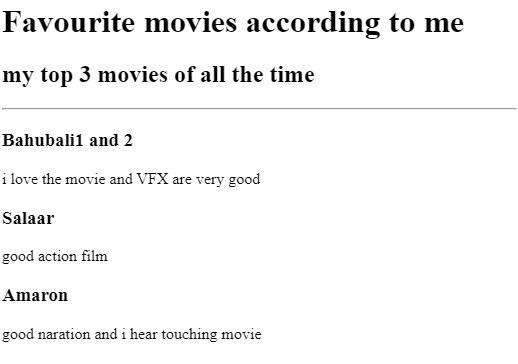 Favourite movies according to me
my top 3 movies of all the time
Bahubali1 and 2
i love the movie and VFX are very good
Salaar
good action film
Amaron
good naration and i hear touching movie